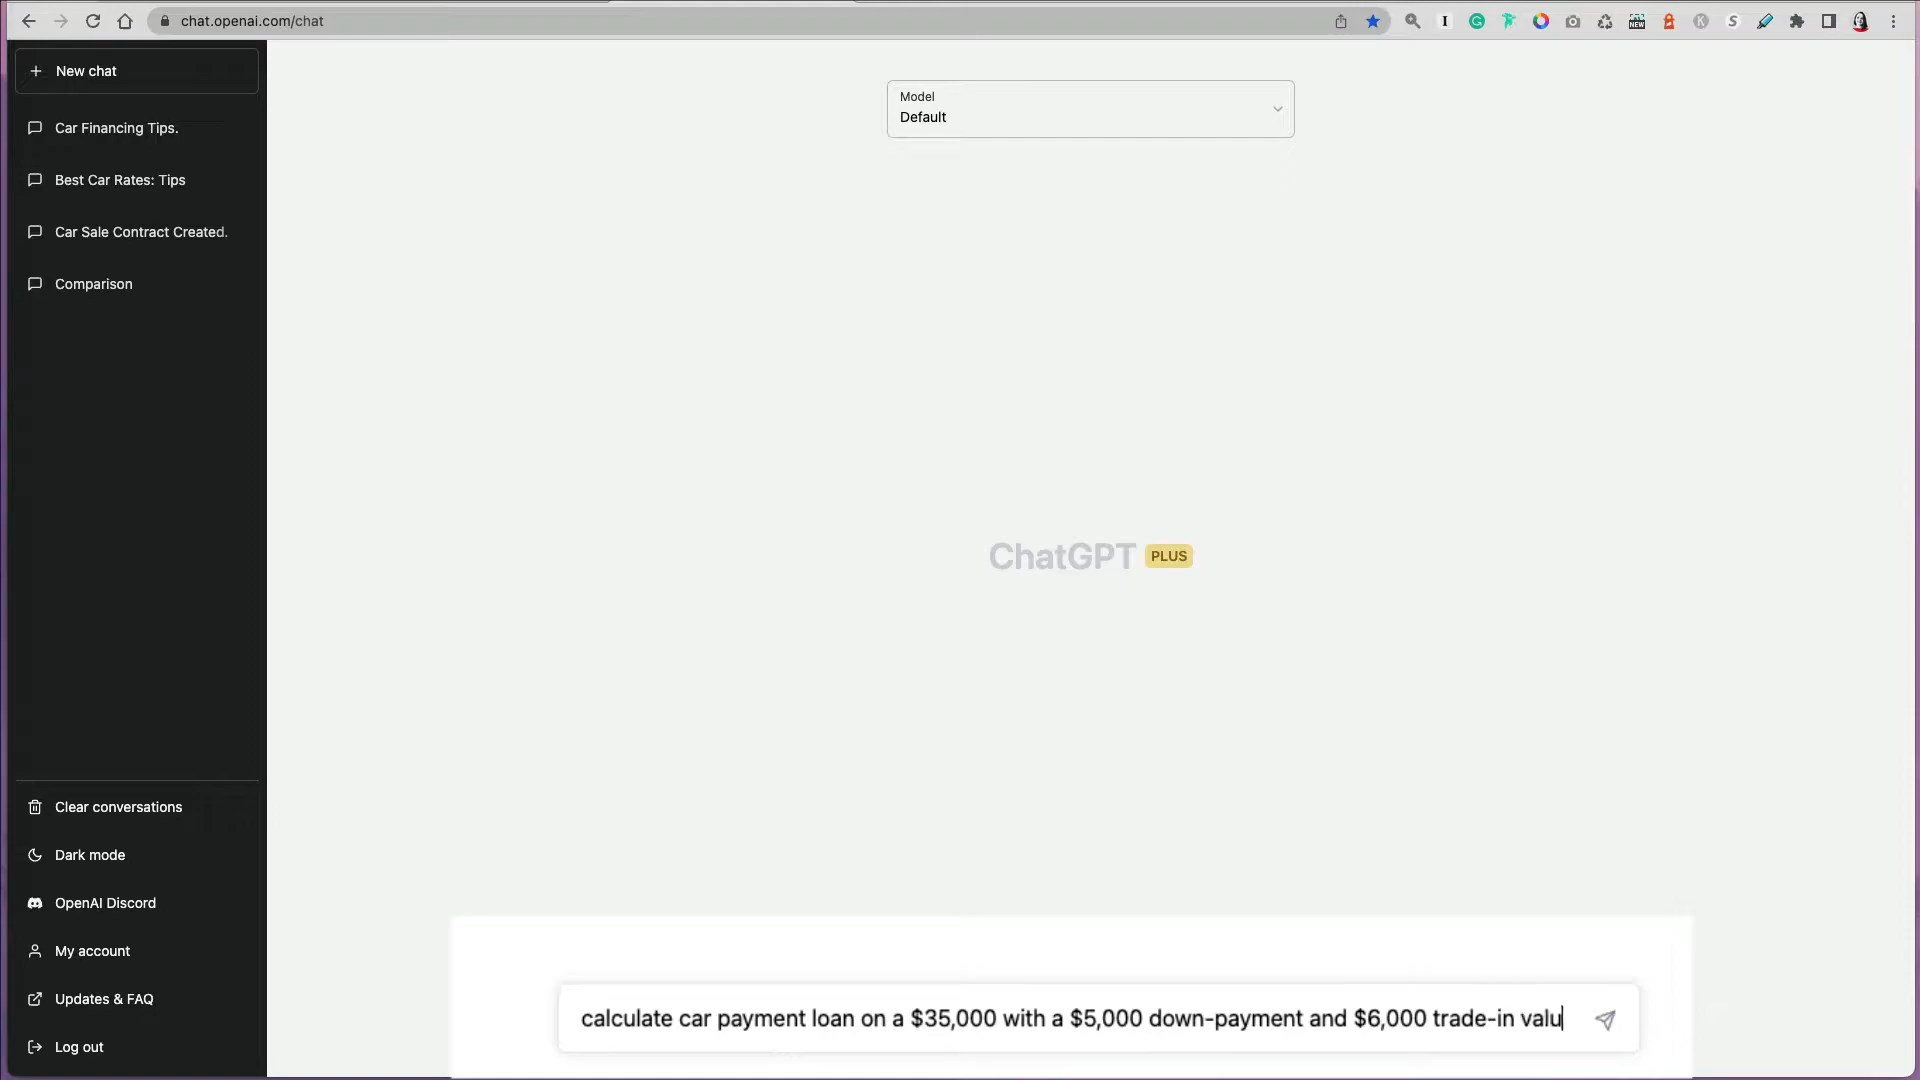 chat.openai.com/chat
New chat
Car Financing Tips.
Best Car Rates: Tips
Car Sale Contract Created.
Comparison
Clear conversations
Dark mode
OpenAI Discord
My account
Updates & FAQ
Log out
Model
Default
ChatGPT PLUS
calculate car payment loan on a $35,000 with a $5,000 down-payment and $6,000 trade-in valu
NEW